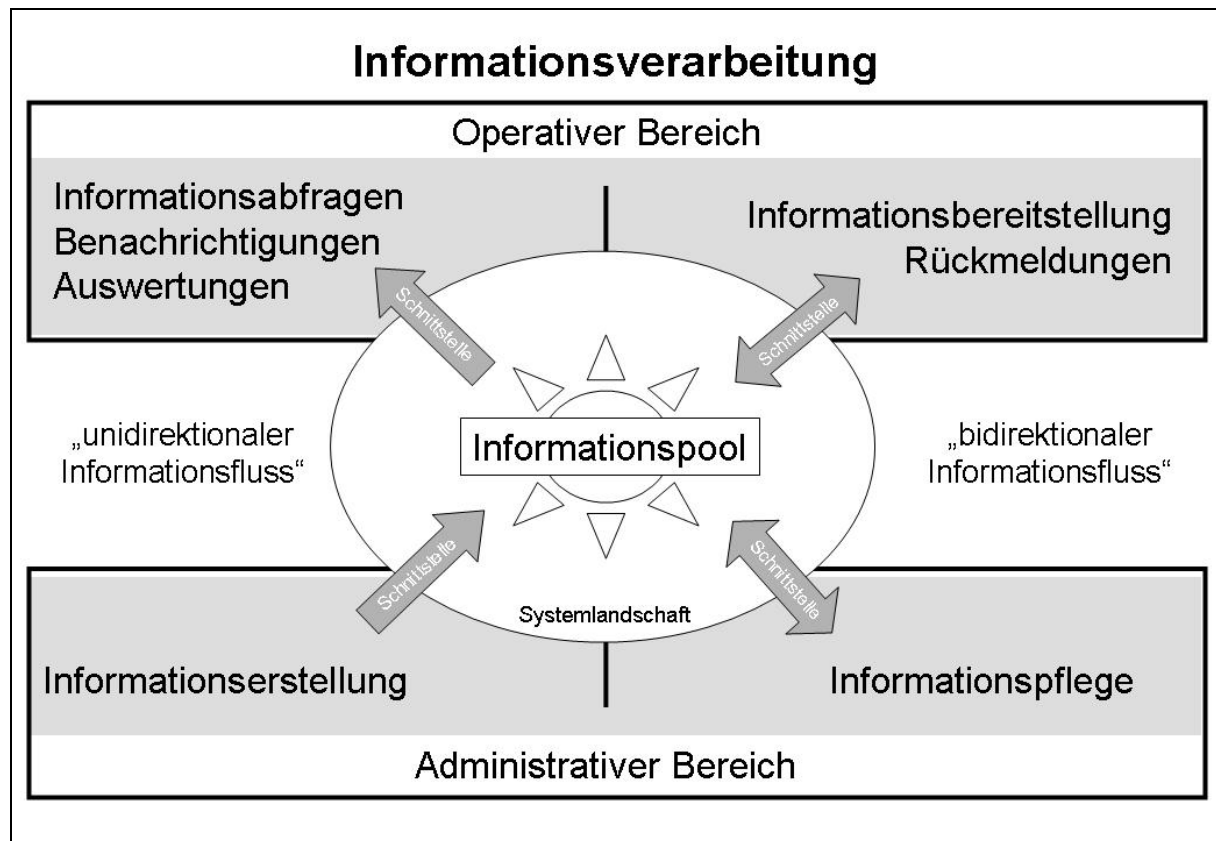 Informationsverarbeitung
Operativer Bereich
Informationsabfragen
Benachrichtigungen
Auswertungen
Informationsbereitstellung
Rückmeldungen
Schnittstelle
Schnittstelle
„unidirektionaler
Informationsfluss“
Informationspool
„bidirektionaler
Informationsfluss“
Schnittstelle
Schnittstelle
Systemlandschaft
Informationserstellung
Informationspflege
Administrativer Bereich